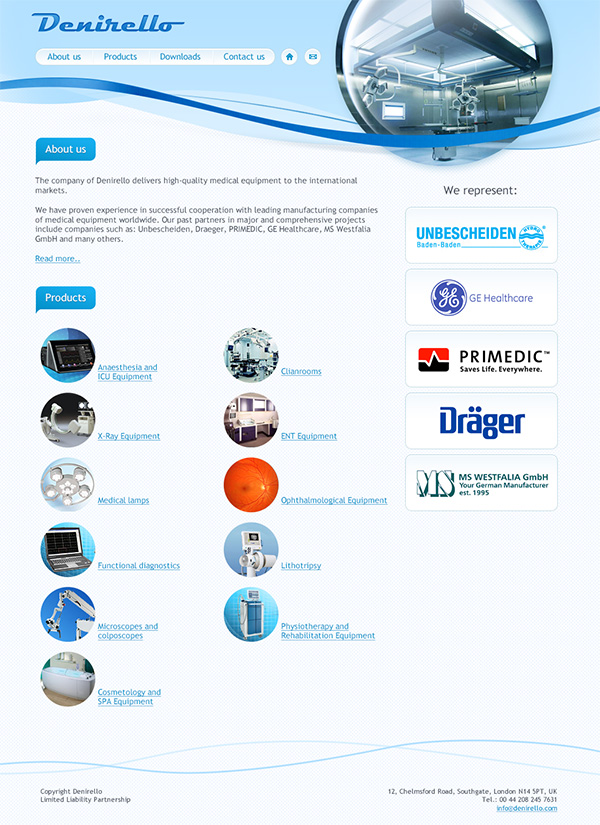 Denirello
About us Products Downloads Contact us
About us
The company of Denirello delivers high-quality medical equipment to the international
markets.
We have proven experience in successful cooperation with leading manufacturing companies
of medical equipment worldwide. Our past partners in major and comprehensive projects
include companies such as: Unbescheiden, Draeger, PRIMEDIC, GE Healthcare, MS Westfalia
GmbH and many others.
Read more..
Products
Anaesthesia and
ICU Equipment
Clianrooms
X-Ray Equipment
ENT Equipment
Medical lamps
Ophthalmological Equipment
Functional diagnostics
Lithotripsy
Microscopes and
colposcopes
Physiotherapy and
Rehabilitation Equipment
Cosmetology and
SPA Equipment
We represent:
UNBESCHEIDEN
Baden-Baden
HYDRO
THERAPIE
GE Healthcare
PRIMEDIC™
Saves Life. Everywhere.
Dräger
MS MS WESTFALIA GmbH
Your German Manufacturer
est. 1995
Copyright Denirello
Limited Liability Partnership
12, Chelmsford Road, Southgate, London N14 5PT, UK
Tel.: 00 44 208 245 7631
info@denirello.com